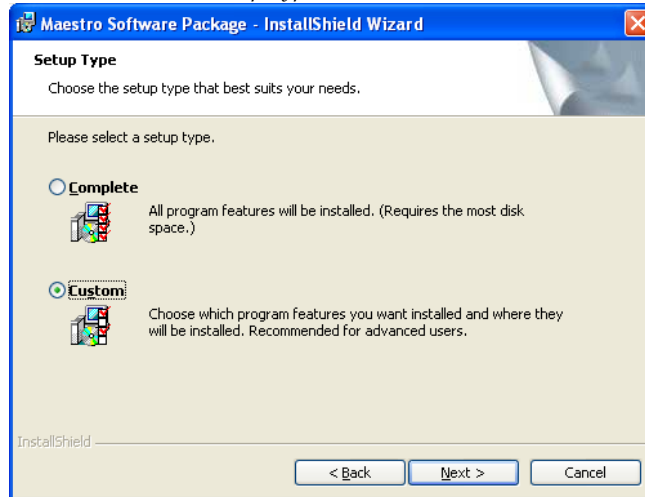 Maestro Software Package - InstallShield Wizard
Setup Type
Choose the setup type that best suits your needs.
Please select a setup type.
Complete
All program features will be installed. (Requires the most disk
space.)
Custom
Choose which program features you want installed and where they
will be installed. Recommended for advanced users.
InstallShield
< Back
Next >
Cancel